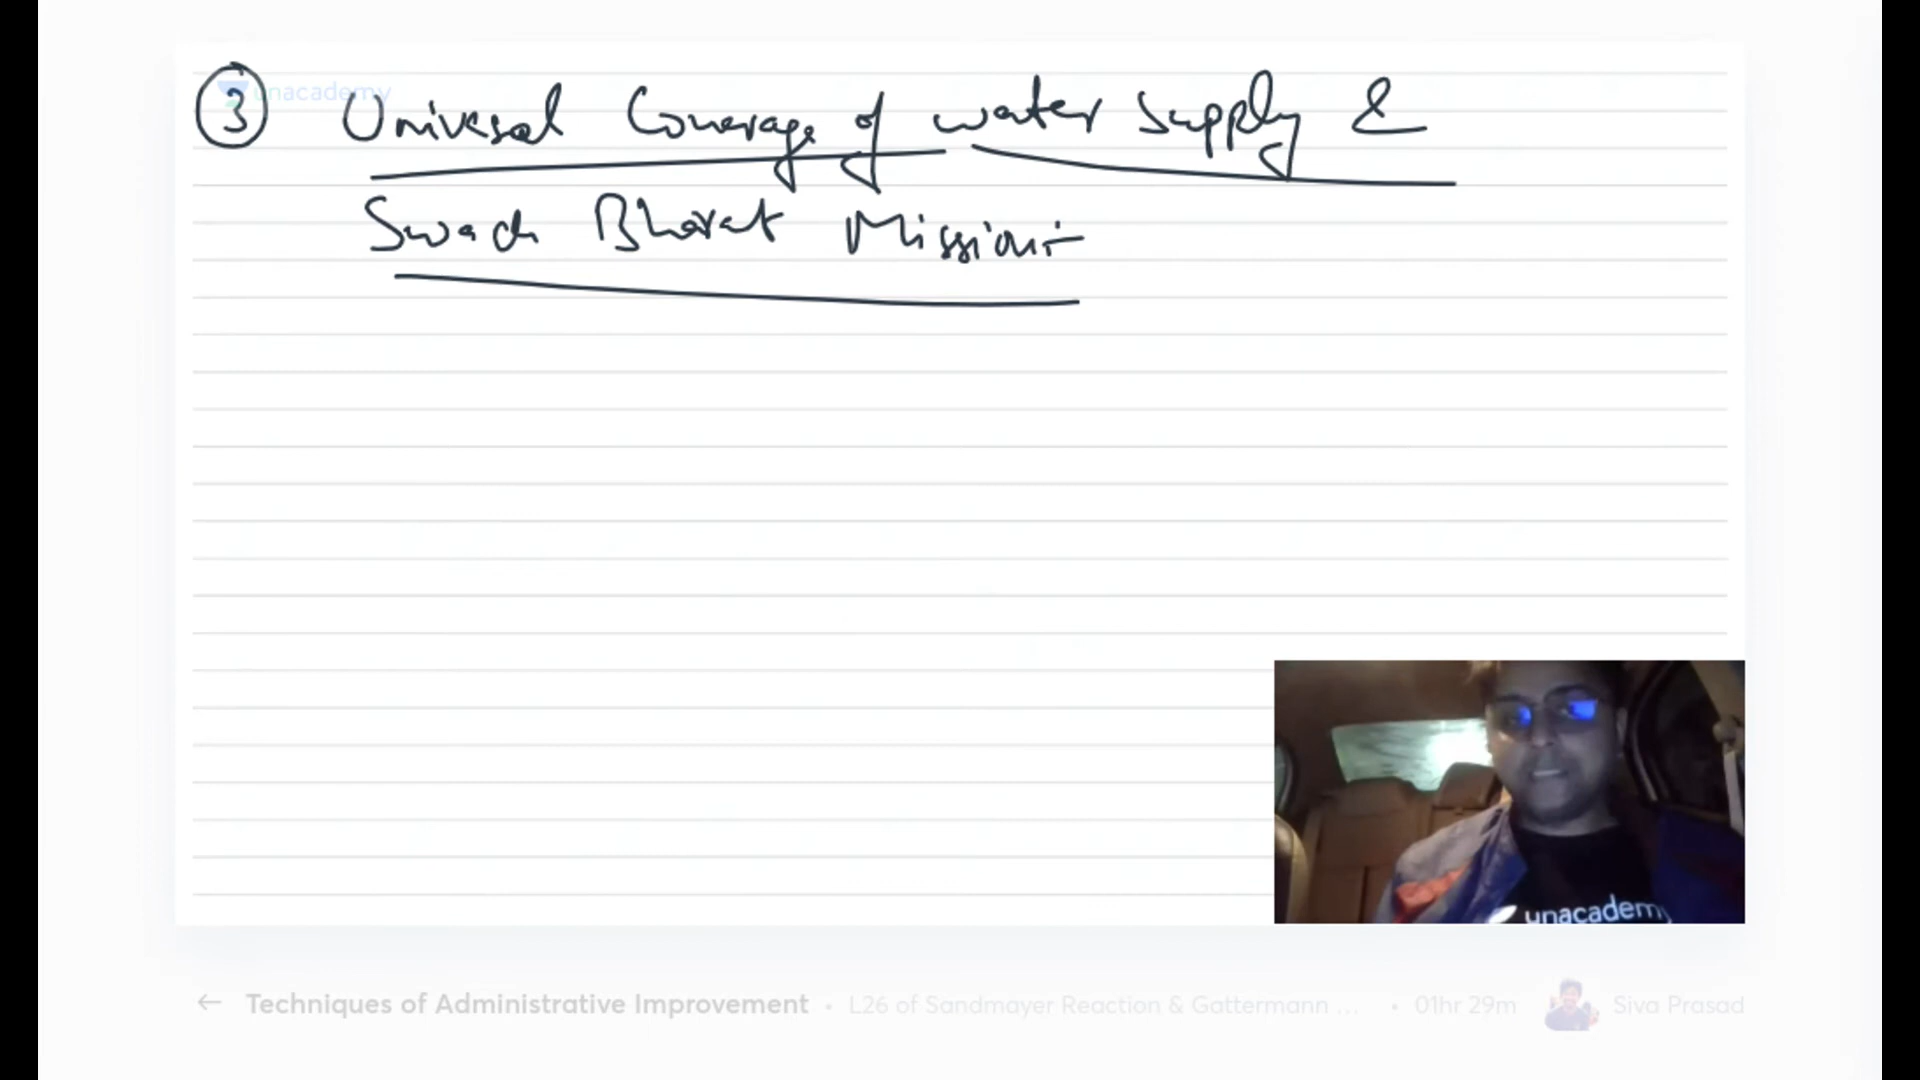 unacademy
③ Universal Coverage of water supply &
Swach Bharat Mission:-
unacademy
← Techniques of Administrative Improvement • L26 of Sandmayer Reaction & Gattermann ... • 01hr 29m Siva Prasad